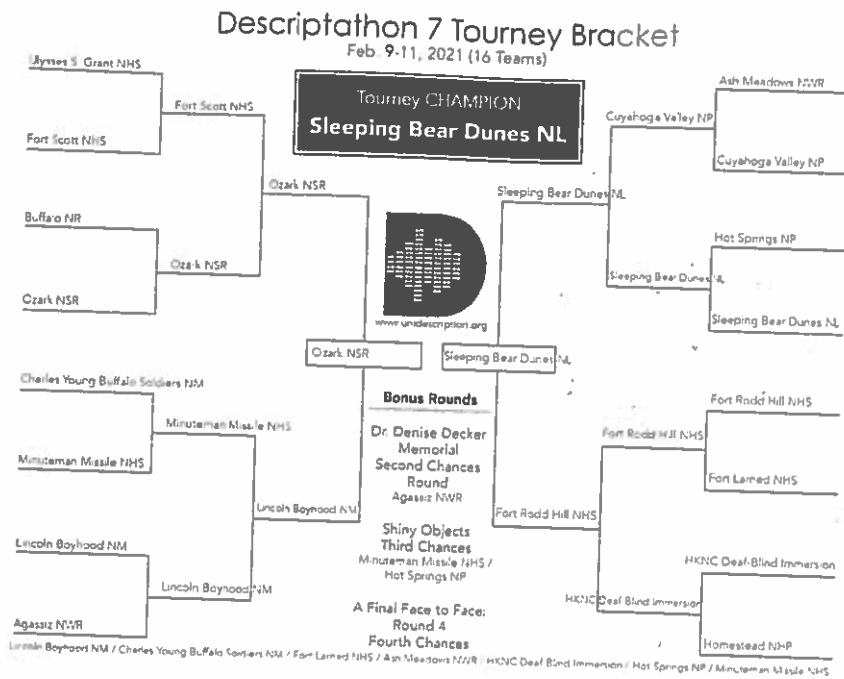 Descriptathon 7 Tourney Bracket
Feb. 9-11, 2021 (16 Teams)
Tourney CHAMPION
Sleeping Bear Dunes NL
Ulysses S. Grant NHS
Fort Scott NHS
Fort Scott NHS
Ozark NSR
Buffalo NR
Ozark NSR
Ozark NSR
Ozark NSR
Charles Young Buffalo Soldiers NM
Minuteman Missile NHS
Minuteman Missile NHS
Lincoln Boyhood NM
Lincoln Boyhood NM
Lincoln Boyhood NM
Agassiz NWR
www.unidescription.org
Sleeping Bear Dunes NL
Bonus Rounds
Dr. Denise Decker
Memorial
Second Chances
Round
Agassiz NWR
Shiny Objects
Third Chances
Minuteman Missile NHS /
Hot Springs NP
A Final Face to Face:
Round 4
Fourth Chances
Ash Meadows NWR
Cuyahoga Valley NP
Cuyahoga Valley NP
Sleeping Bear Dunes NL
Hot Springs NP
Sleeping Bear Dunes NL
Sleeping Bear Dunes NL
Fort Rodd Hill NHS
Fort Rodd Hill NHS
Fort Larned NHS
Fort Rodd Hill NHS
HKNC Deaf-Blind Immersion
HKNC Deaf Blind Immersion
Homestead NHP
Lincoln Boyhood NM / Charles Young Buffalo Soldiers NM / Fort Larned NHS / Ash Meadows NWR / HKNC Deaf Blind Immersion / Hot Springs NP / Minuteman Missile NHS